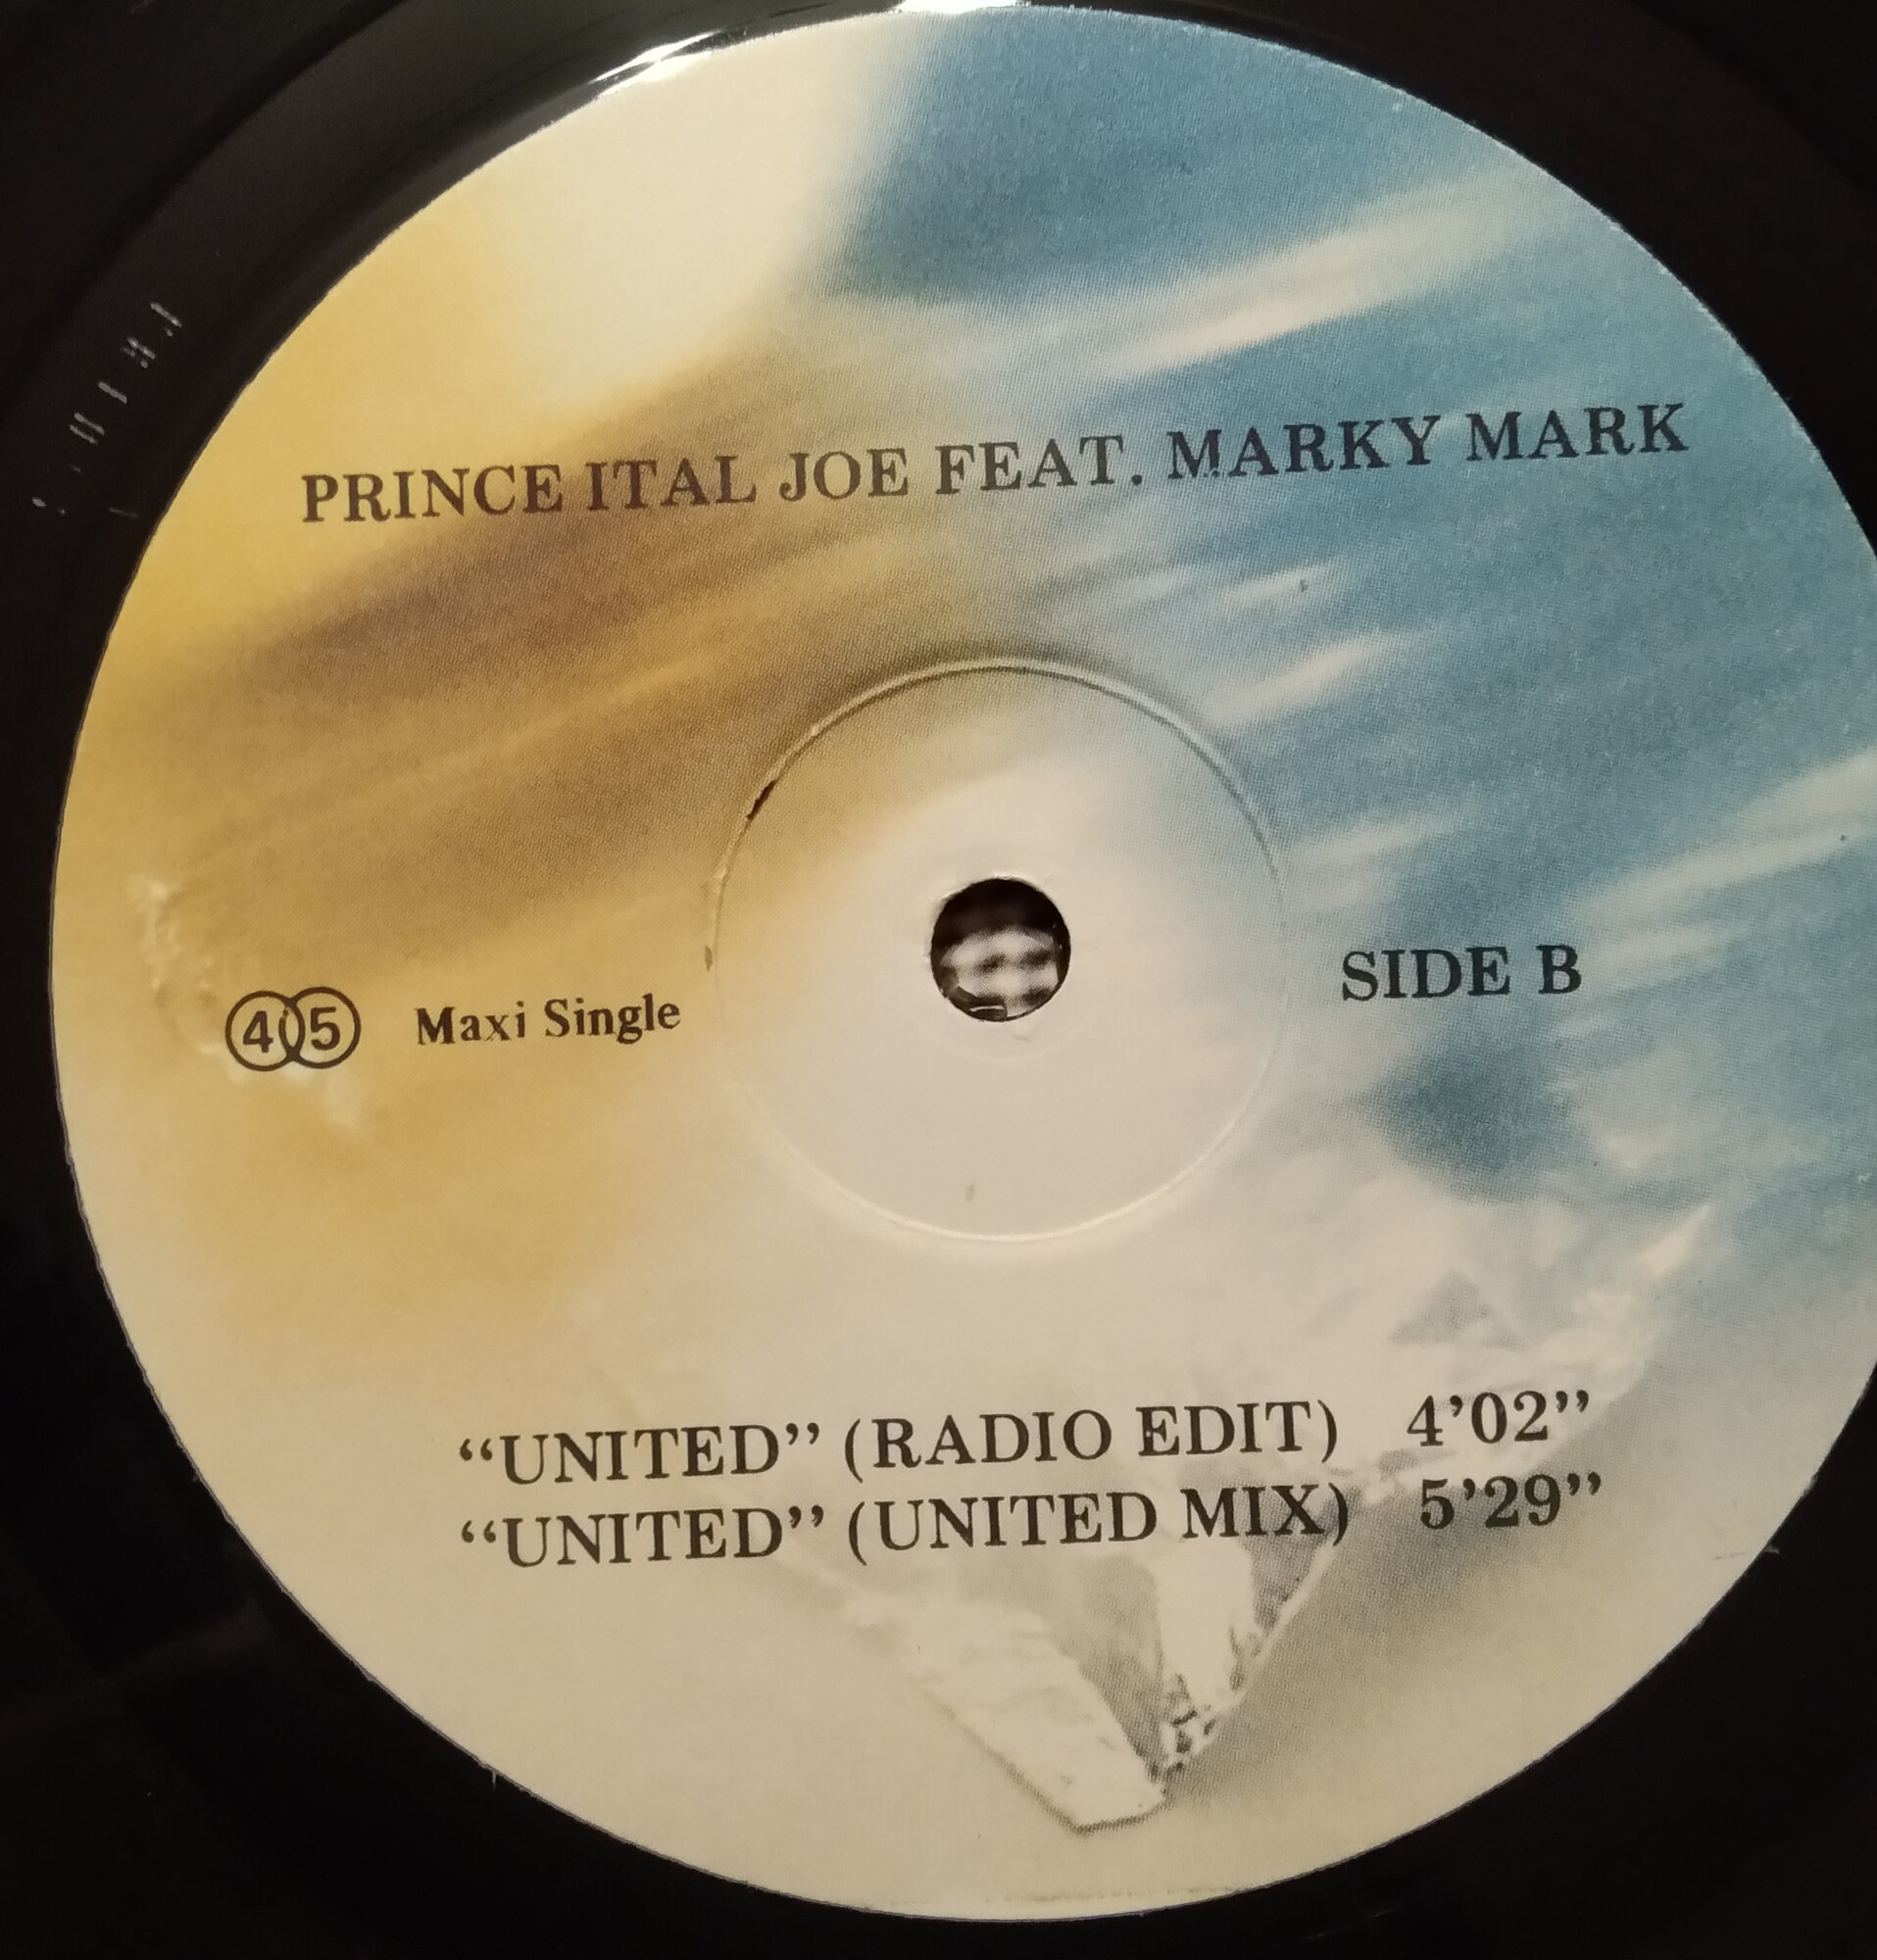 PRINCE ITAL JOE FEAT. MARKY MARK
45 Maxi Single
SIDE B
“UNITED” (RADIO EDIT) 4’02”
“UNITED” (UNITED MIX) 5’29”